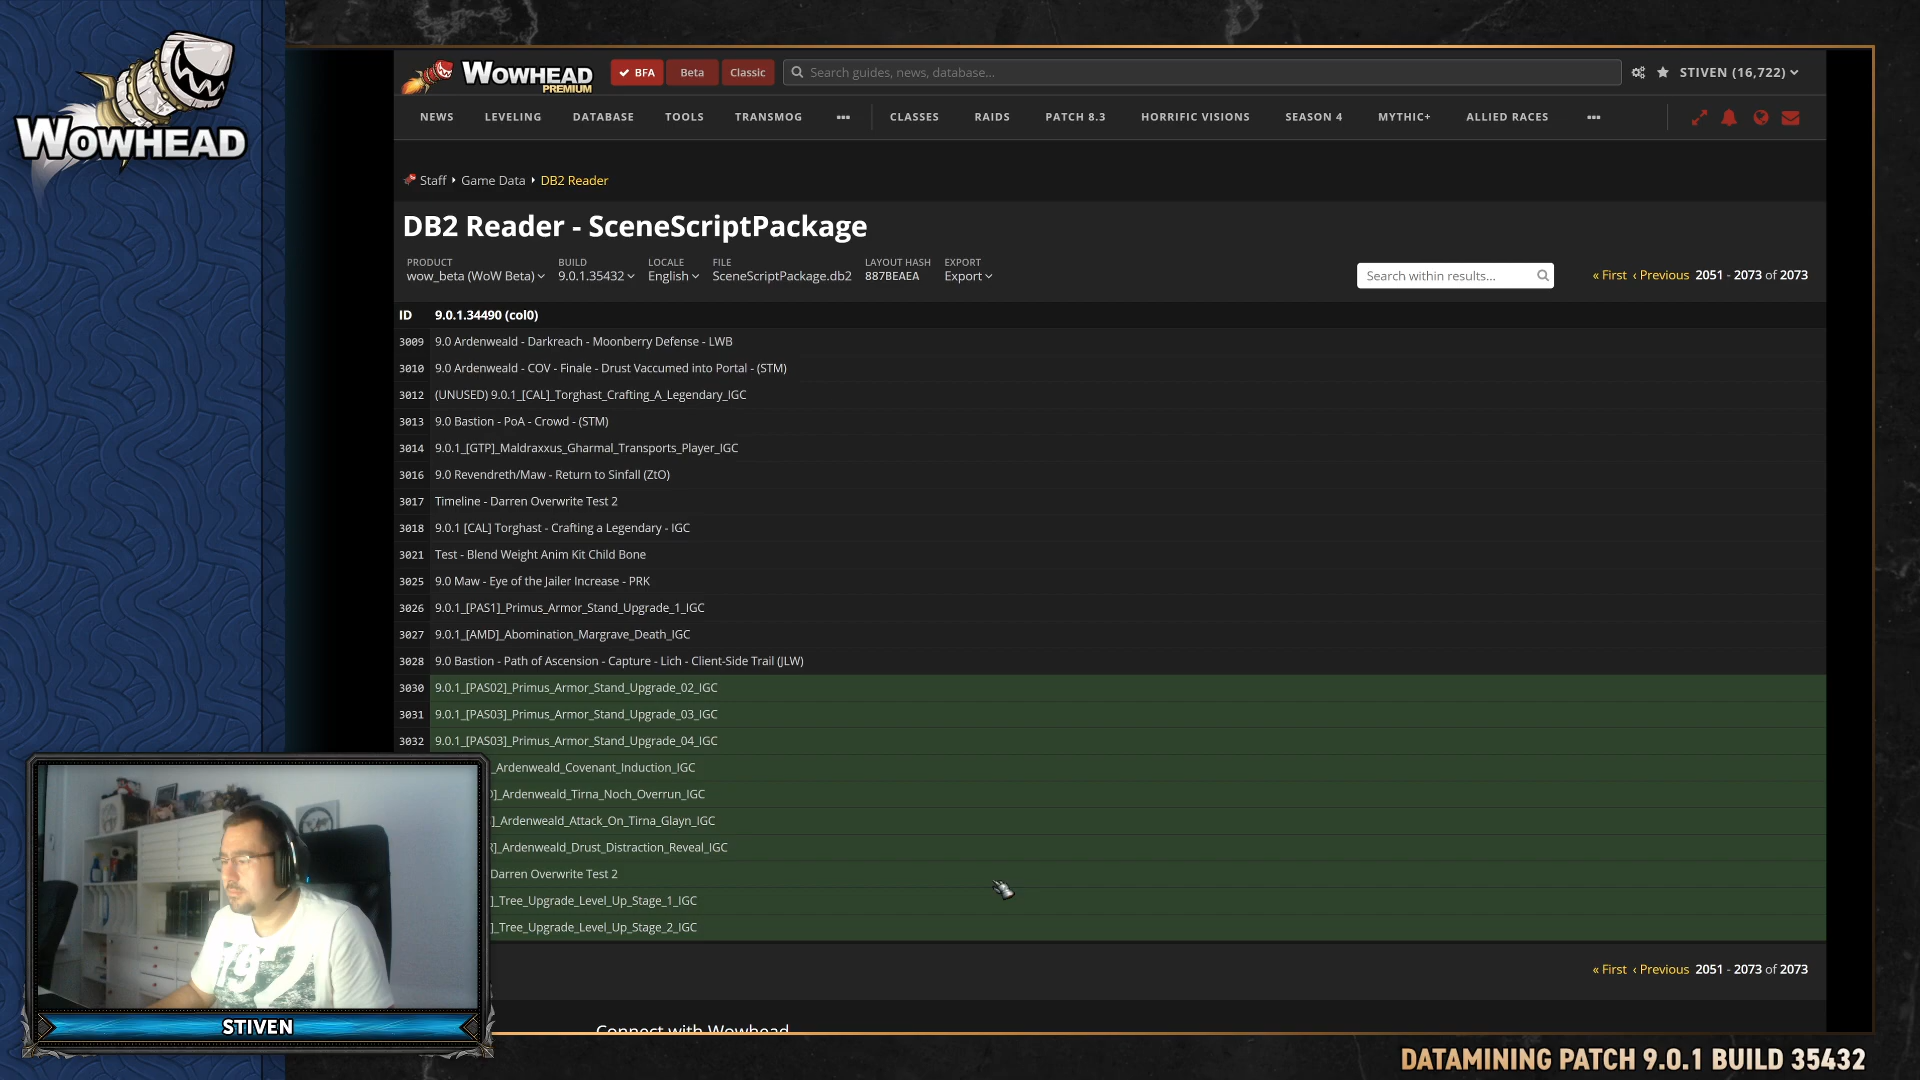 WOWHEAD
WOWHEAD
PREMIUM
BFA
Beta
Classic
Search guides, news, database...
STIVEN (16,722)
NEWS
LEVELING
DATABASE
TOOLS
TRANSMOG
CLASSES
RAIDS
PATCH 8.3
HORRIFIC VISIONS
SEASON 4
MYTHIC+
ALLIED RACES
Staff
Game Data
DB2 Reader
DB2 Reader - SceneScriptPackage
PRODUCT
wow_beta (WoW Beta)
BUILD
9.0.1.35432
LOCALE
English
FILE
SceneScriptPackage.db2
LAYOUT HASH
887BEAEA
EXPORT
Export
Search within results...
« First ‹ Previous 2051 - 2073 of 2073
ID 9.0.1.34490 (col0)
3009 9.0 Ardenweald - Darkreach - Moonberry Defense - LWB
3010 9.0 Ardenweald - COV - Finale - Drust Vaccumed into Portal - (STM)
3012 (UNUSED) 9.0.1_[CAL]_Torghast_Crafting_A_Legendary_IGC
3013 9.0 Bastion - PoA - Crowd - (STM)
3014 9.0.1_[GTP]_Maldraxxus_Gharmal_Transports_Player_IGC
3016 9.0 Revendreth/Maw - Return to Sinfall (ZtO)
3017 Timeline - Darren Overwrite Test 2
3018 9.0.1 [CAL] Torghast - Crafting a Legendary - IGC
3021 Test - Blend Weight Anim Kit Child Bone
3025 9.0 Maw - Eye of the Jailer Increase - PRK
3026 9.0.1_[PAS1]_Primus_Armor_Stand_Upgrade_1_IGC
3027 9.0.1_[AMD]_Abomination_Margrave_Death_IGC
3028 9.0 Bastion - Path of Ascension - Capture - Lich - Client-Side Trail (JLW)
3030 9.0.1_[PAS02]_Primus_Armor_Stand_Upgrade_02_IGC
3031 9.0.1_[PAS03]_Primus_Armor_Stand_Upgrade_03_IGC
3032 9.0.1_[PAS03]_Primus_Armor_Stand_Upgrade_04_IGC
_Ardenweald_Covenant_Induction_IGC
]_Ardenweald_Tirna_Noch_Overrun_IGC
]_Ardenweald_Attack_On_Tirna_Glayn_IGC
]_Ardenweald_Drust_Distraction_Reveal_IGC
Darren Overwrite Test 2
]_Tree_Upgrade_Level_Up_Stage_1_IGC
]_Tree_Upgrade_Level_Up_Stage_2_IGC
« First ‹ Previous 2051 - 2073 of 2073
Connect with Wowhead
STIVEN
DATAMINING PATCH 9.0.1 BUILD 35432